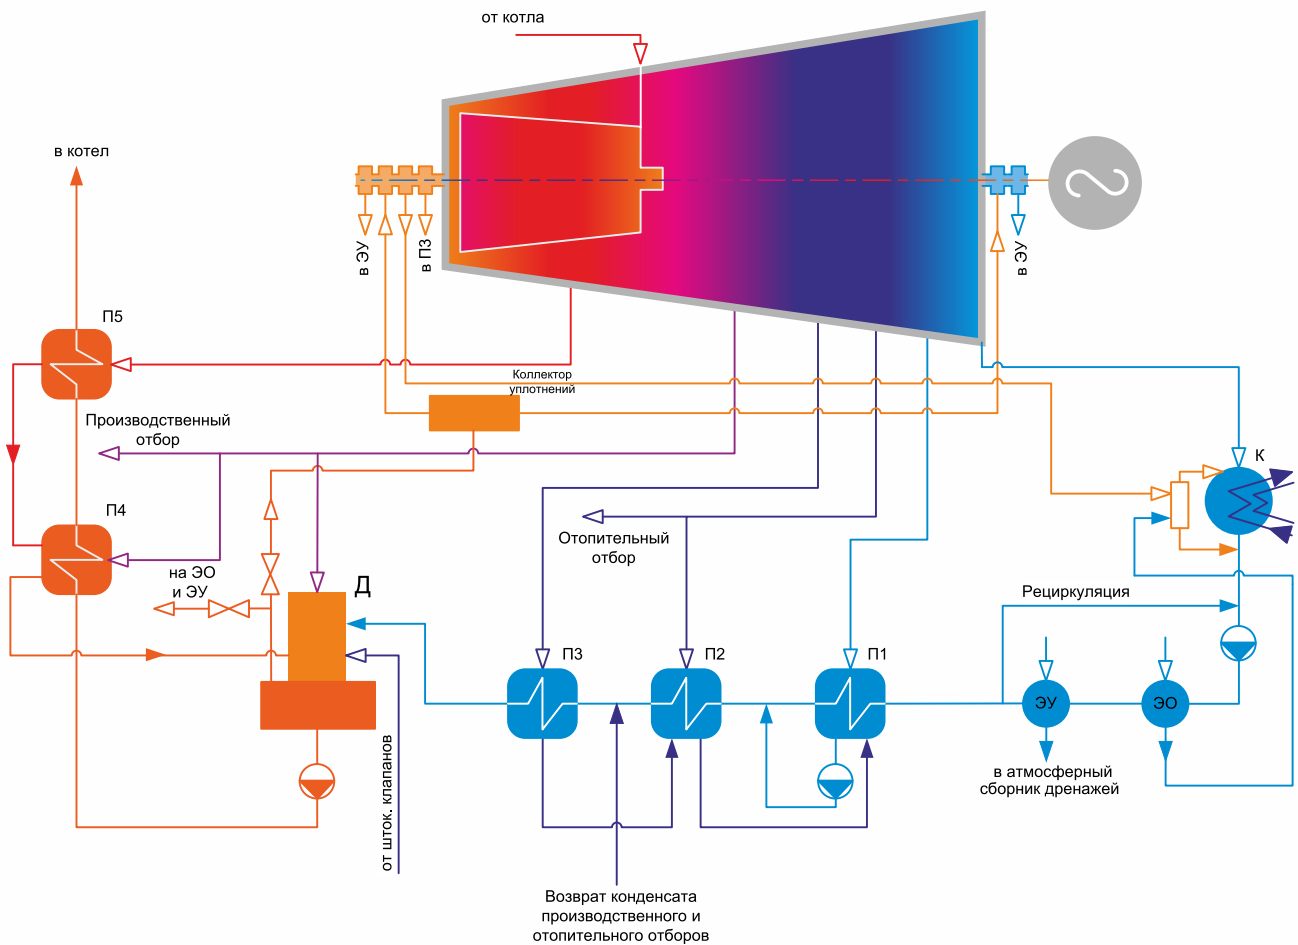 от котла
в котел
в ЭУ
в П3
в ЭУ
П5
Коллектор
уплотнений
Производственный
отбор
К
П4
Отопительный
отбор
на ЭО
и ЭУ
Д
Рециркуляция
П3
П2
П1
ЭУ
ЭО
от шток. клапанов
в атмосферный
сборник дренажей
Возврат конденсата
производственного и
отопительного отборов